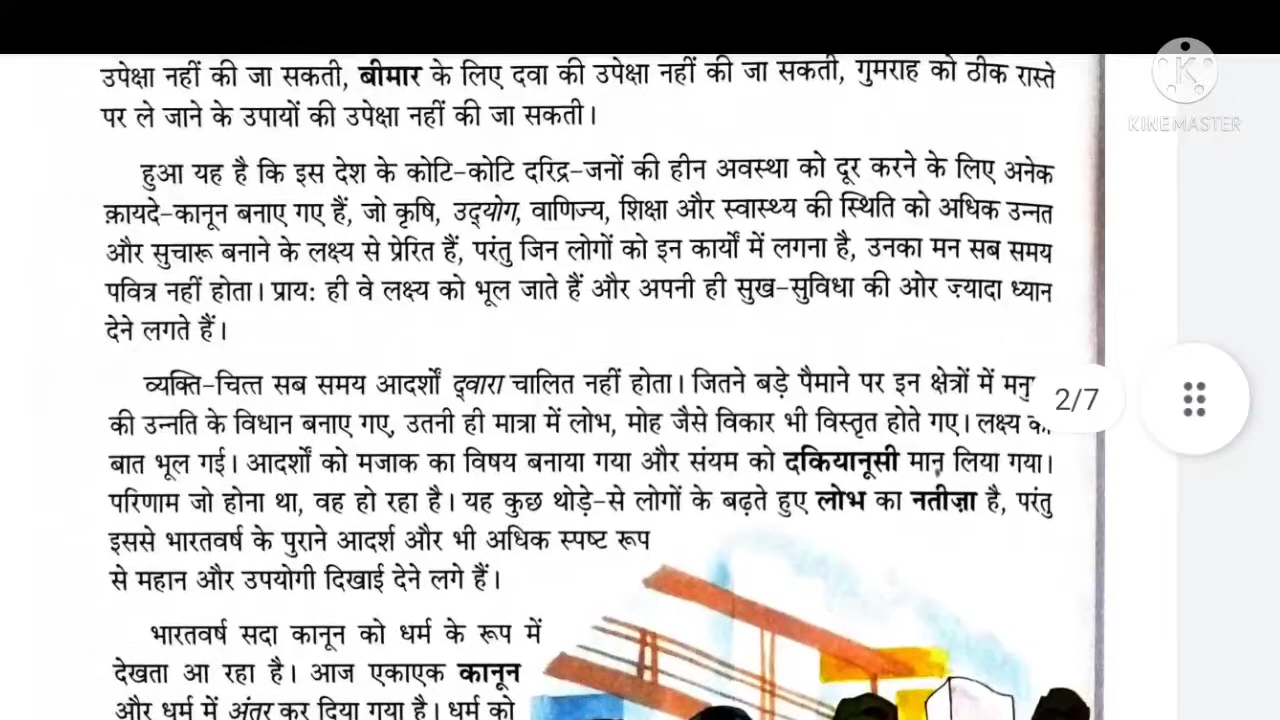 उपेक्षा नहीं की जा सकती, बीमार के लिए दवा की उपेक्षा नहीं की जा सकती, गुमराह को ठीक रास्ते
पर ले जाने के उपायों की उपेक्षा नहीं की जा सकती।
KINEMASTER
हुआ यह है कि इस देश के कोटि-कोटि दरिद्र-जनों की हीन अवस्था को दूर करने के लिए अनेक
क़ायदे-कानून बनाए गए हैं, जो कृषि, उद्योग, वाणिज्य, शिक्षा और स्वास्थ्य की स्थिति को अधिक उन्नत
और सुचारू बनाने के लक्ष्य से प्रेरित हैं, परंतु जिन लोगों को इन कार्यों में लगना है, उनका मन सब समय
पवित्र नहीं होता। प्रायः ही वे लक्ष्य को भूल जाते हैं और अपनी ही सुख-सुविधा की ओर ज़्यादा ध्यान
देने लगते हैं।
व्यक्ति-चित्त सब समय आदर्शों द्वारा चालित नहीं होता। जितने बड़े पैमाने पर इन क्षेत्रों में
2/7
की उन्नति के विधान बनाए गए, उतनी ही मात्रा में लोभ, मोह जैसे विकार भी विस्तृत होते गए। लक्ष्य
बात भूल गई। आदर्शों को मजाक का विषय बनाया गया और संयम को दकियानूसी मान लिया गया।
परिणाम जो होना था, वह हो रहा है। यह कुछ थोड़े-से लोगों के बढ़ते हुए लोभ का नतीज़ा है, परंतु
इससे भारतवर्ष के पुराने आदर्श और भी अधिक स्पष्ट रूप
से महान और उपयोगी दिखाई देने लगे हैं।
भारतवर्ष सदा कानून को धर्म के रूप में
देखता आ रहा है। आज एकाएक कानून
और धर्म में अंतर कर दिया गया है। धर्म को